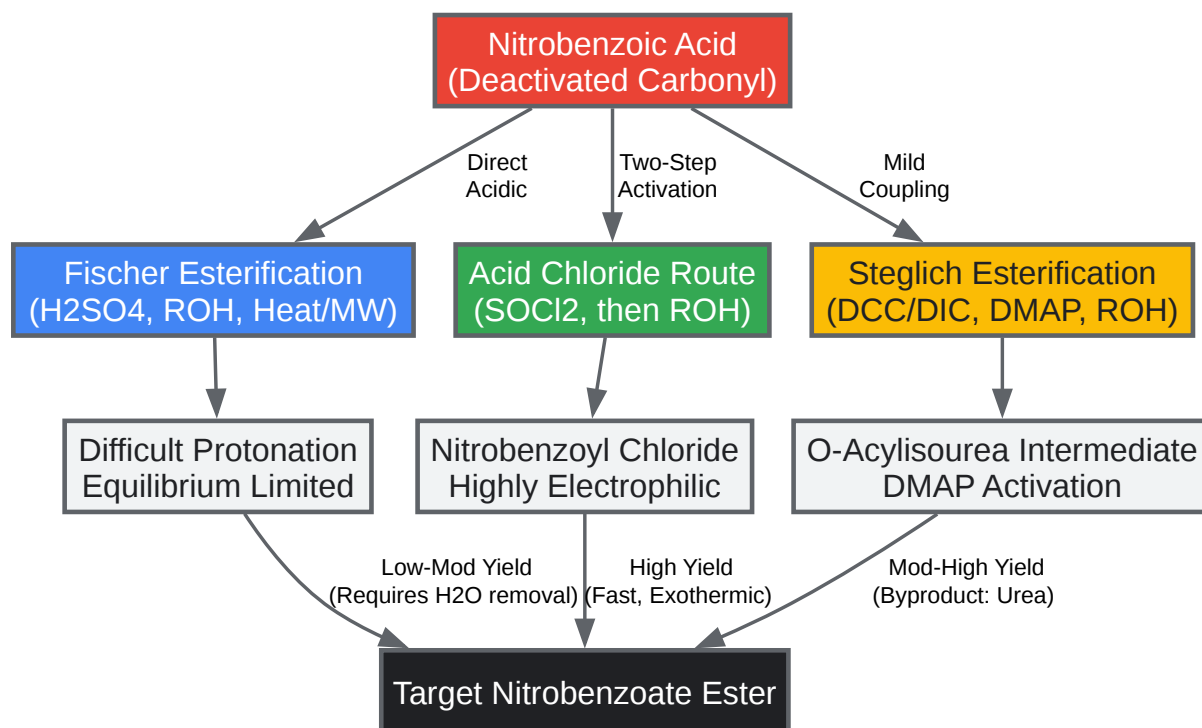 Nitrobenzoic Acid
(Deactivated Carbonyl)
Direct
Acidic
Two-Step
Activation
Mild
Coupling
Fischer Esterification
(H2SO4, ROH, Heat/MW)
Acid Chloride Route
(SOCl2, then ROH)
Steglich Esterification
(DCC/DIC, DMAP, ROH)
Difficult Protonation
Equilibrium Limited
Nitrobenzoyl Chloride
Highly Electrophilic
O-Acylisourea Intermediate
DMAP Activation
Low-Mod Yield
(Requires H2O removal)
High Yield
(Fast, Exothermic)
Mod-High Yield
(Byproduct: Urea)
Target Nitrobenzoate Ester